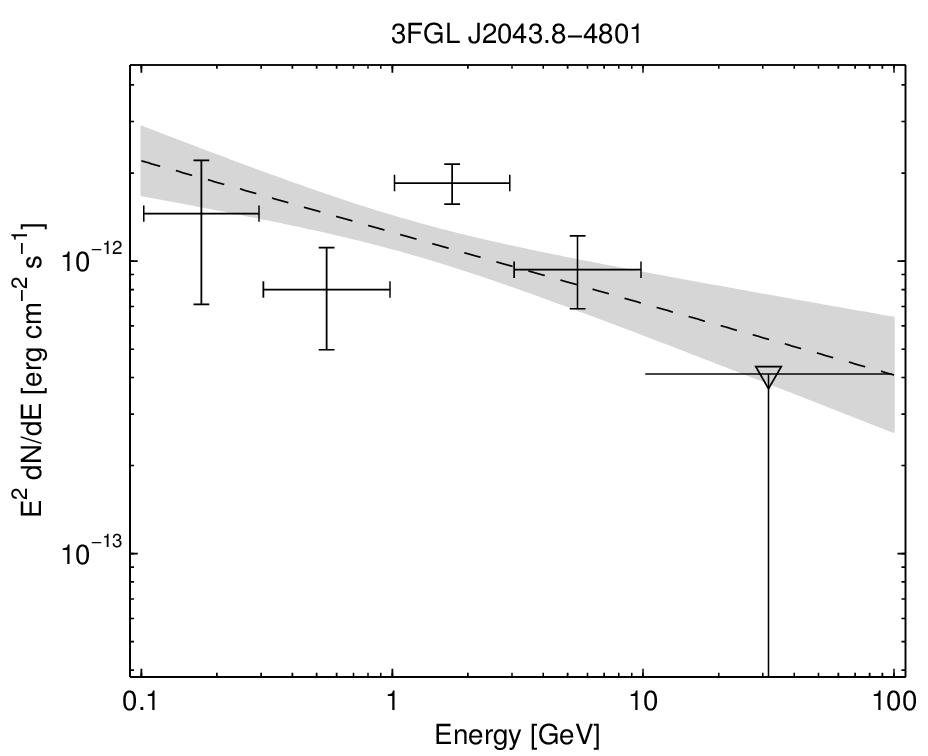 3FGL J2043.8−4801
E² dN/dE [erg cm⁻² s⁻¹]
10⁻¹²
10⁻¹³
0.1 1 10 100
Energy [GeV]